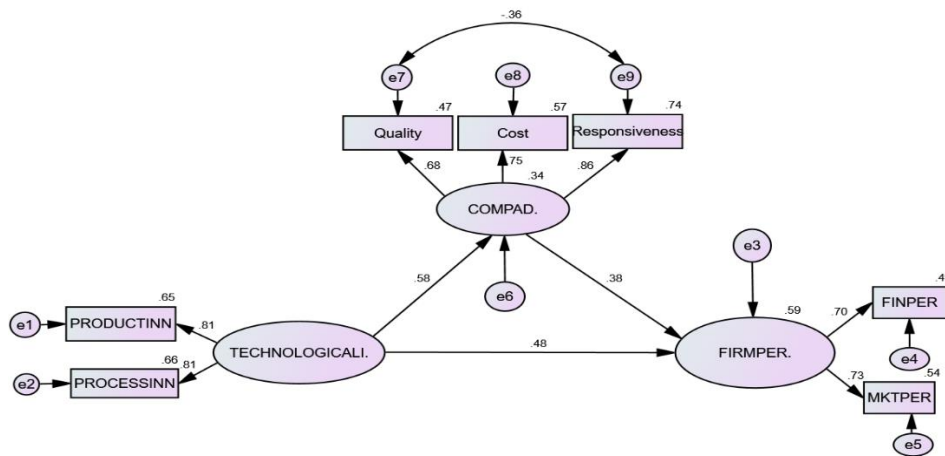 -.36
e7
e8
e9
.47
.57
.74
Quality
Cost
Responsiveness
.68
75
.86
.34
COMPAD.
e3
.58
e6
.38
.65
.4
e1
PRODUCTINN
.81
.59
.70
FINPER
.66
TECHNOLOGICALI.
.48
FIRMPER.
e4
e2
PROCESSINN
.81
.73
.54
MKTPER
e5